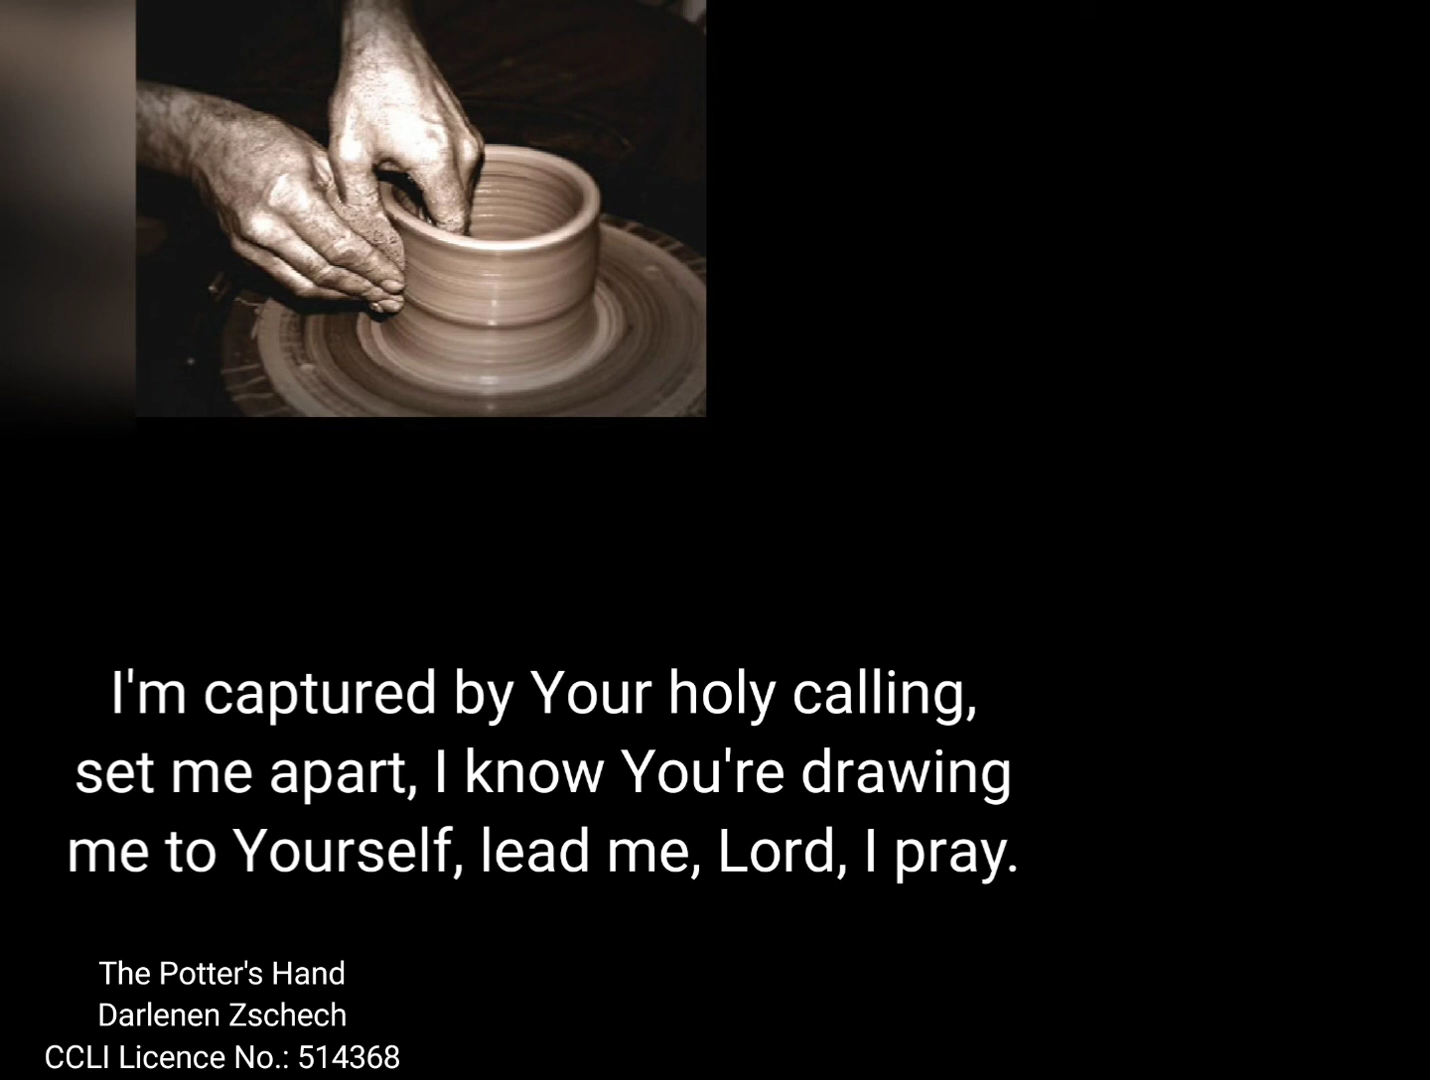 I'm captured by Your holy calling,
set me apart, I know You're drawing
me to Yourself, lead me, Lord, I pray.
The Potter's Hand
Darlenen Zschech
CCLI Licence No.: 514368